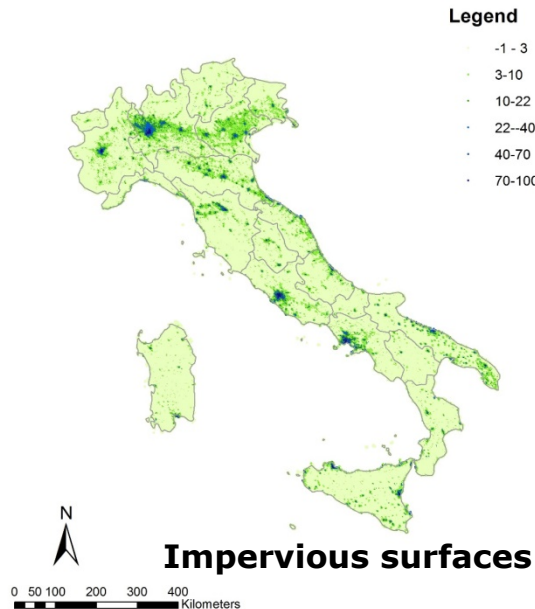 Legend
-1 - 3
3-10
10-22
22--40
40-70
70-100
N
Impervious surfaces
0 50 100 200 300 400
Kilometers